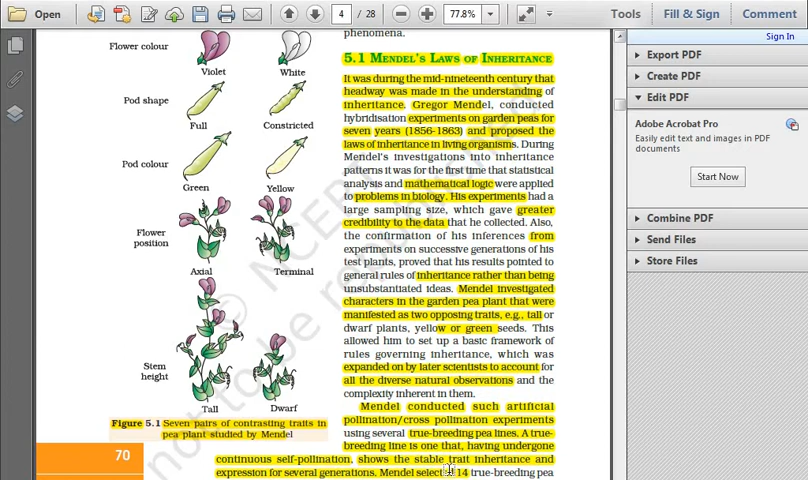 Open
4 / 28
77.8%
Tools
Fill & Sign
Comment
Sign In
Export PDF
Create PDF
Edit PDF
Adobe Acrobat Pro
Easily edit text and images in PDF
documents
Start Now
Combine PDF
Send Files
Store Files
Flower colour
Violet
White
Pod shape
Full
Constricted
Pod colour
Green
Yellow
Flower
position
Axial
Terminal
Stem
height
Tall
Dwarf
Figure 5.1 Seven pairs of contrasting traits in
pea plant studied by Mendel
70
phenomena.
5.1 MENDEL'S LAWS OF INHERITANCE
It was during the mid-nineteenth century that
headway was made in the understanding of
inheritance. Gregor Mendel, conducted
hybridisation experiments on garden peas for
seven years (1856-1863) and proposed the
laws of inheritance in living organisms. During
Mendel's investigations into inheritance
patterns it was for the first time that statistical
analysis and mathematical logic were applied
to problems in biology. His experiments had a
large sampling size, which gave greater
credibility to the data that he collected. Also,
the confirmation of his inferences from
experiments on successive generations of his
test plants, proved that his results pointed to
general rules of inheritance rather than being
unsubstantiated ideas. Mendel investigated
characters in the garden pea plant that were
manifested as two opposing traits, e.g., tall or
dwarf plants, yellow or green seeds. This
allowed him to set up a basic framework of
rules governing inheritance, which was
expanded on by later scientists to account for
all the diverse natural observations and the
complexity inherent in them.
Mendel conducted such artificial
pollination/cross pollination experiments
using several true-breeding pea lines. A true-
breeding line is one that, having undergone
continuous self-pollination, shows the stable trait inheritance and
expression for several generations. Mendel selected 14 true-breeding pea
© NCERT
not to be republished